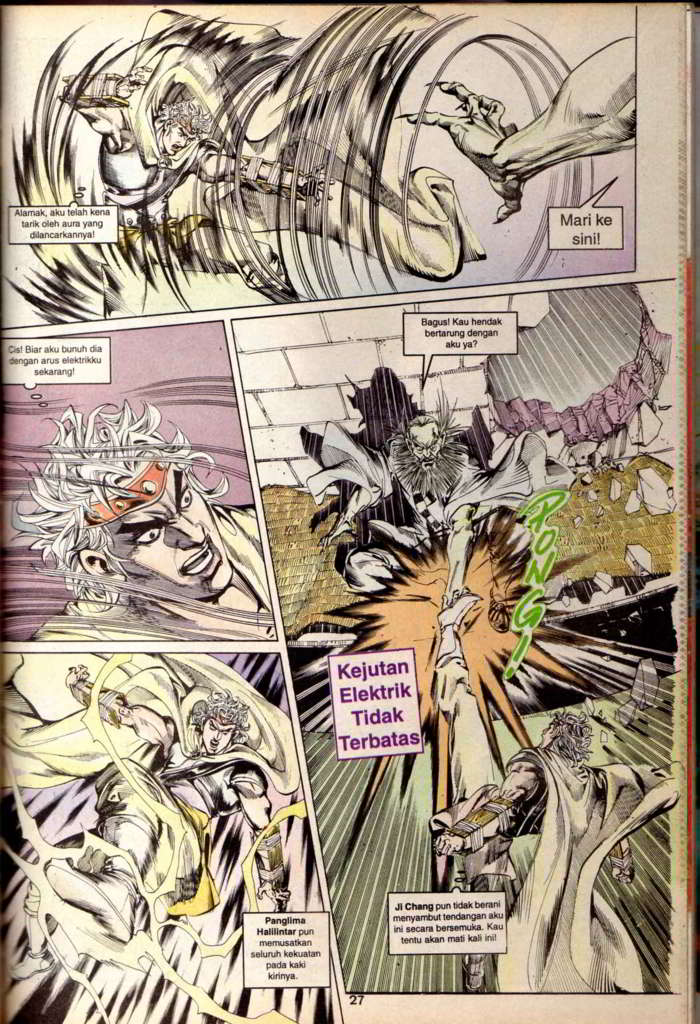 Alamak, aku telah kena
tarik oleh aura yang
dilancarkannya!
Mari ke
sini!
Cis! Biar aku bunuh dia
dengan arus elektrikku
sekarang!
Bagus! Kau hendak
bertarung dengan
aku ya?
PONG!
Kejutan
Elektrik
Tidak
Terbatas
Panglima
Halilintar pun
memusatkan
seluruh kekuatan
pada kaki
kirinya.
Ji Chang pun tidak berani
menyambut tendangan aku
ini secara bersemuka. Kau
tentu akan mati kali ini!
27